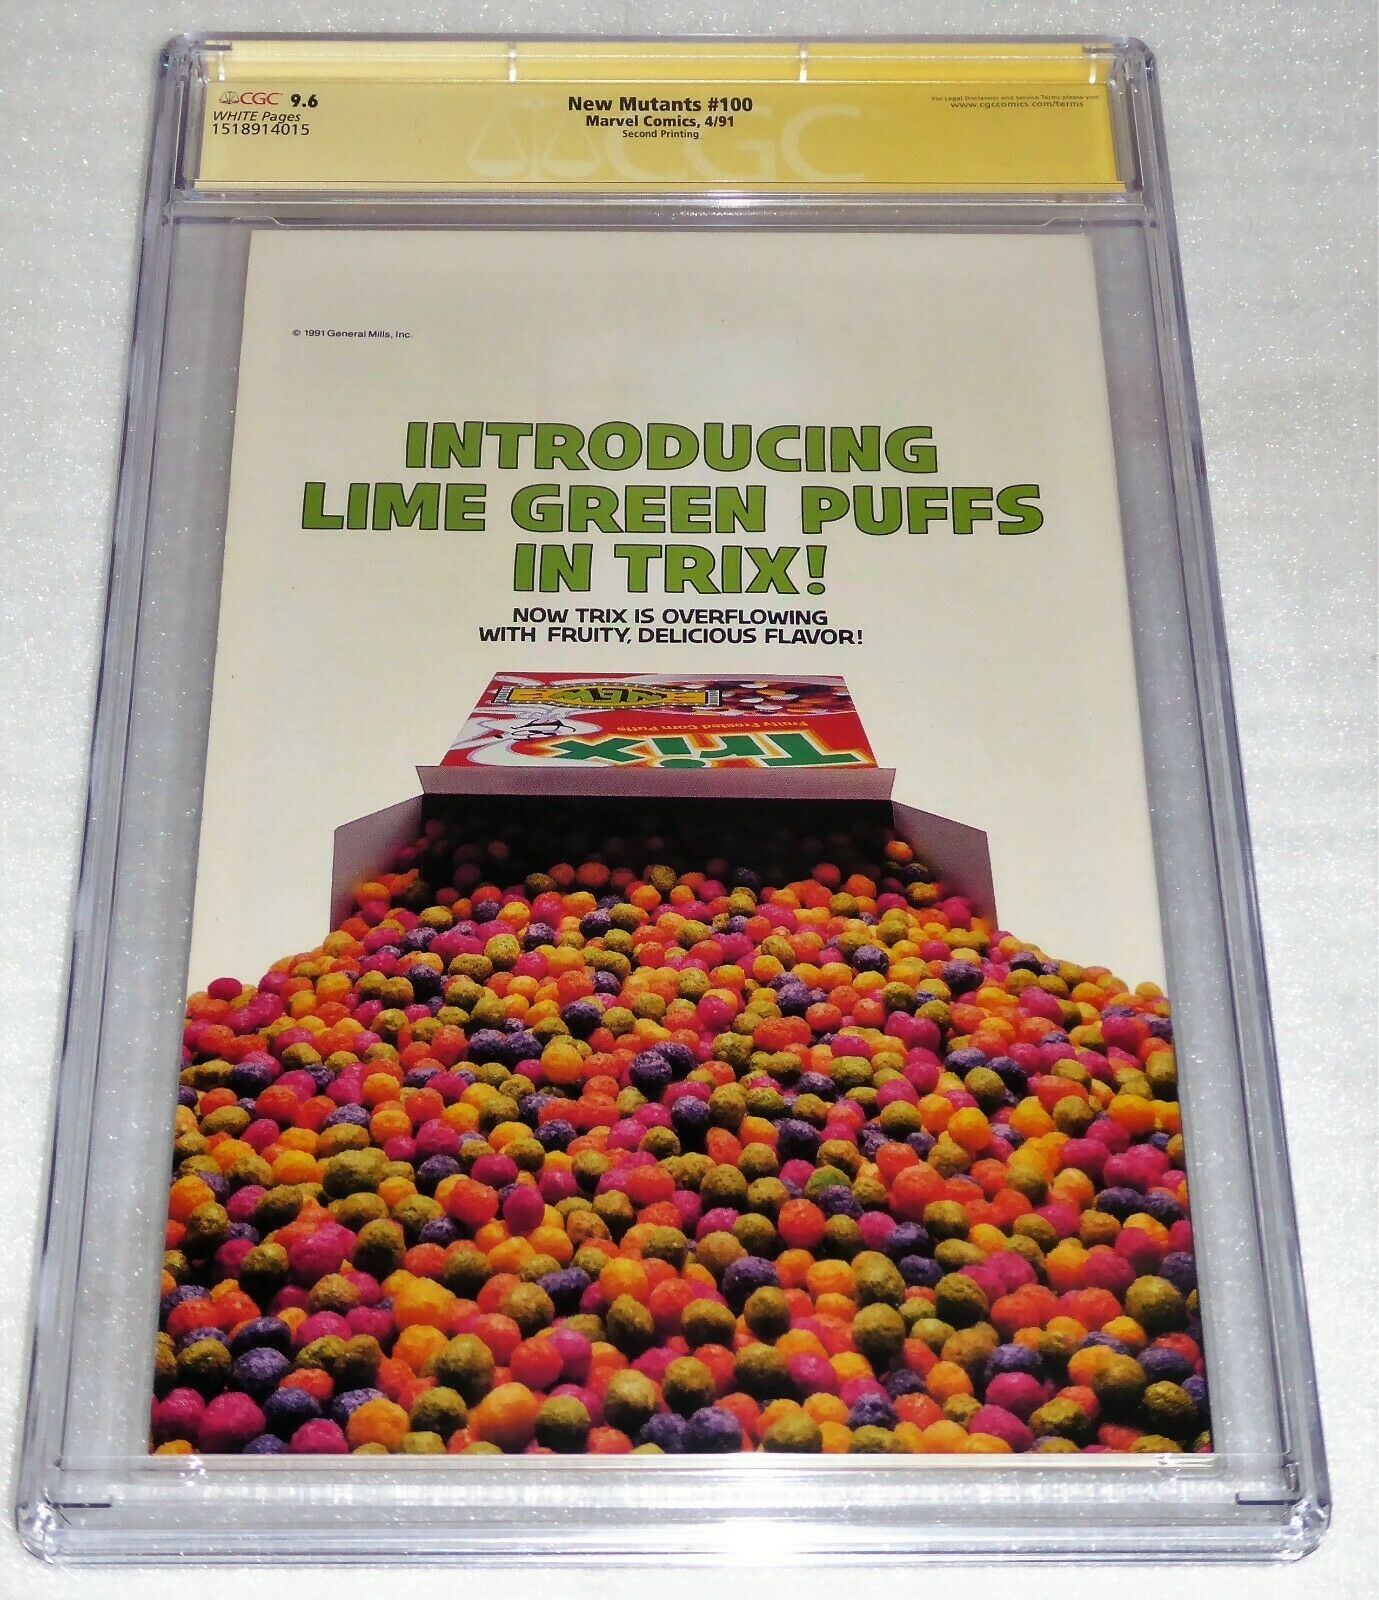 CGC 9.6
WHITE Pages
1518914015
New Mutants #100
Marvel Comics, 4/91
Second Printing
For Legal Disclaimer and Service Terms please visit
www.cgccomics.com/terms
CGC
© 1991 General Mills, Inc.
INTRODUCING
LIME GREEN PUFFS
IN TRIX!
NOW TRIX IS OVERFLOWING
WITH FRUITY, DELICIOUS FLAVOR!
NEW
Fruity Frosted Corn Puffs
Trix